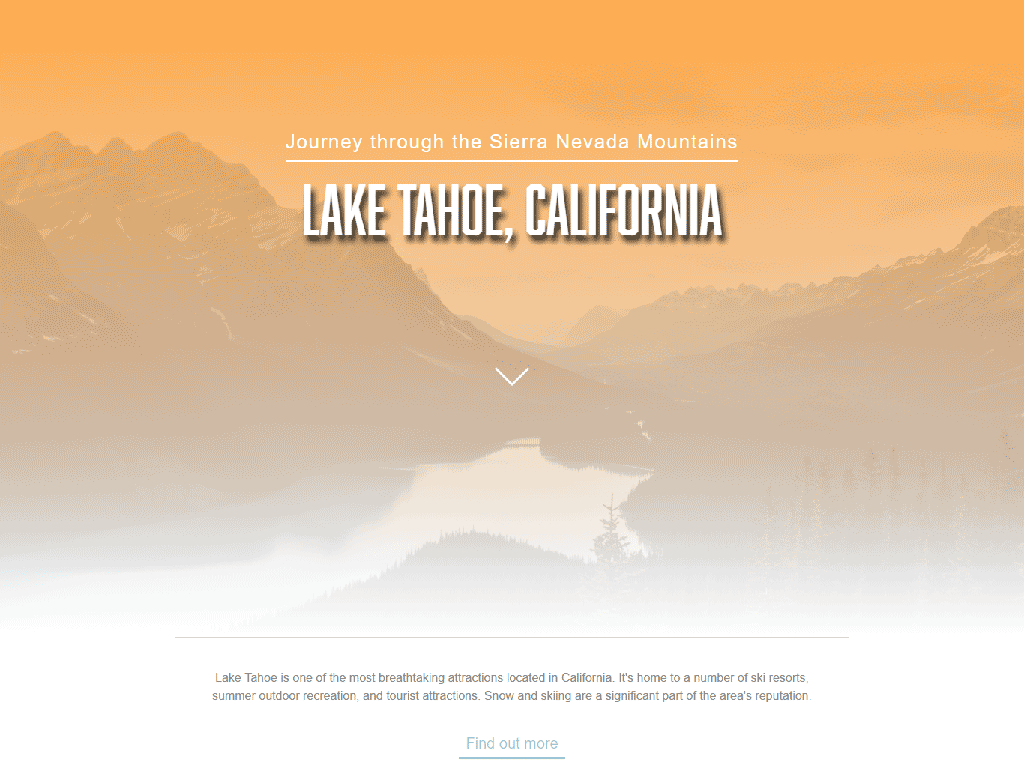 Journey through the Sierra Nevada Mountains
LAKE TAHOE, CALIFORNIA
Lake Tahoe is one of the most breathtaking attractions located in California. It's home to a number of ski resorts,
summer outdoor recreation, and tourist attractions. Snow and skiing are a significant part of the area's reputation.
Find out more